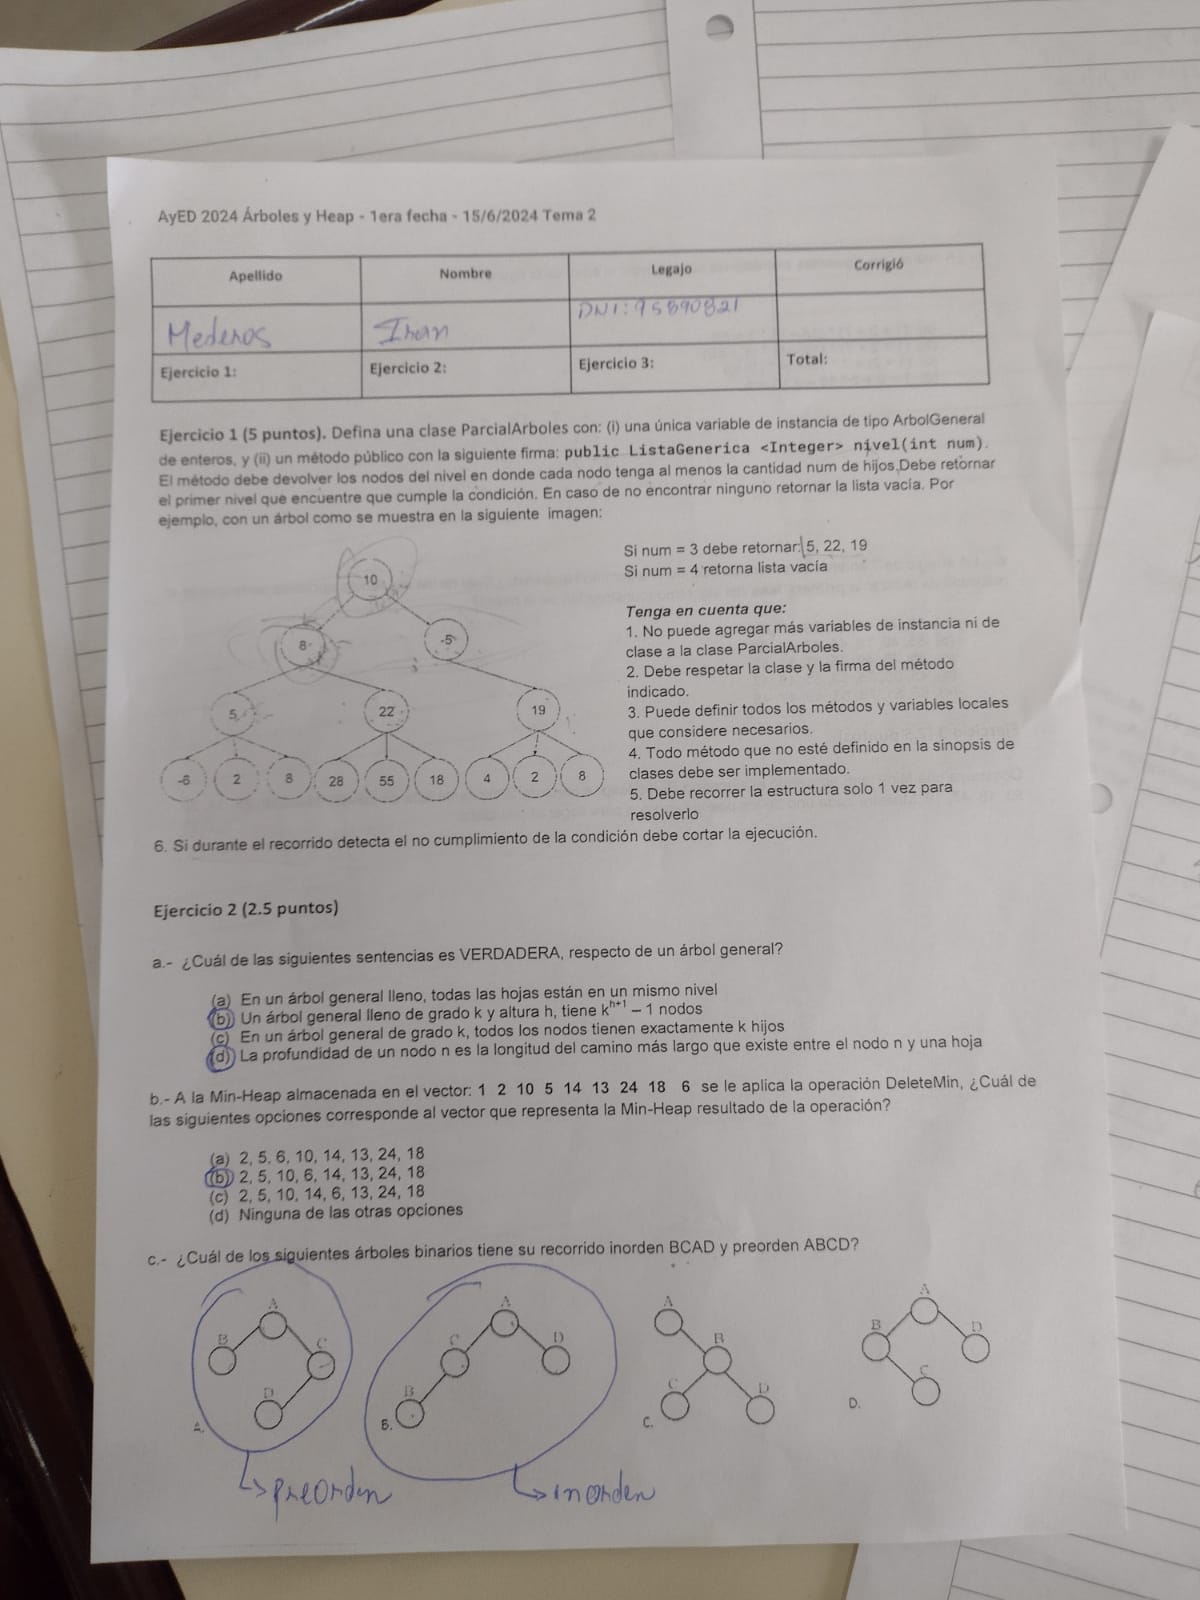 AyED 2024 Árboles y Heap - 1era fecha - 15/6/2024 Tema 2
Apellido Nombre Legajo Corrigió
Mederos Ihan DNI: 95890821
Ejercicio 1: Ejercicio 2: Ejercicio 3: Total:
Ejercicio 1 (5 puntos). Defina una clase ParcialArboles con: (i) una única variable de instancia de tipo ArbolGeneral
de enteros, y (ii) un método público con la siguiente firma: public ListaGenerica <Integer> nivel(int num).
El método debe devolver los nodos del nivel en donde cada nodo tenga al menos la cantidad num de hijos. Debe retornar
el primer nivel que encuentre que cumple la condición. En caso de no encontrar ninguno retornar la lista vacía. Por
ejemplo, con un árbol como se muestra en la siguiente imagen:
10
8 -5
5 22 19
-6 2 8 28 55 18 4 2 8
Si num = 3 debe retornar: 5, 22, 19
Si num = 4 retorna lista vacía
Tenga en cuenta que:
1. No puede agregar más variables de instancia ni de
clase a la clase ParcialArboles.
2. Debe respetar la clase y la firma del método
indicado.
3. Puede definir todos los métodos y variables locales
que considere necesarios.
4. Todo método que no esté definido en la sinopsis de
clases debe ser implementado.
5. Debe recorrer la estructura solo 1 vez para
resolverlo
6. Si durante el recorrido detecta el no cumplimiento de la condición debe cortar la ejecución.
Ejercicio 2 (2.5 puntos)
a.- ¿Cuál de las siguientes sentencias es VERDADERA, respecto de un árbol general?
(a) En un árbol general lleno, todas las hojas están en un mismo nivel
(b) Un árbol general lleno de grado k y altura h, tiene k^h+1 – 1 nodos
(c) En un árbol general de grado k, todos los nodos tienen exactamente k hijos
(d) La profundidad de un nodo n es la longitud del camino más largo que existe entre el nodo n y una hoja
b.- A la Min-Heap almacenada en el vector: 1 2 10 5 14 13 24 18 6 se le aplica la operación DeleteMin, ¿Cuál de
las siguientes opciones corresponde al vector que representa la Min-Heap resultado de la operación?
(a) 2, 5, 6, 10, 14, 13, 24, 18
(b) 2, 5, 10, 6, 14, 13, 24, 18
(c) 2, 5, 10, 14, 6, 13, 24, 18
(d) Ninguna de las otras opciones
c.- ¿Cuál de los siguientes árboles binarios tiene su recorrido inorden BCAD y preorden ABCD?
A
B C
D
A.
A
C D
B
B.
A
B
C D
C.
A
B D
C
D.
preorden
inorden